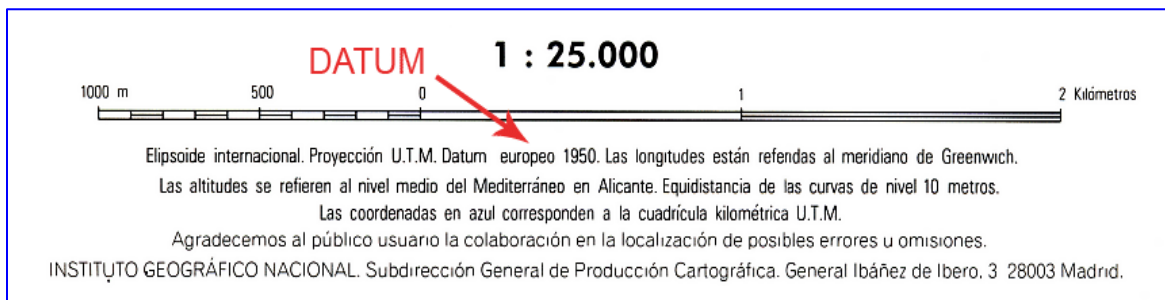 1 : 25.000
DATUM
1000 m 500 0 1 2 Kilómetros
Elipsoide internacional. Proyección U.T.M. Datum europeo 1950. Las longitudes están refendas al meridiano de Greenwich.
Las altitudes se refieren al nivel medio del Mediterráneo en Alicante. Equidistancia de las curvas de nivel 10 metros.
Las coordenadas en azul corresponden a la cuadrícula kilométrica U.T.M.
Agradecemos al público usuario la colaboración en la localización de posibles errores u omisiones.
INSTITUTO GEOGRÁFICO NACIONAL. Subdirección General de Producción Cartográfica. General Ibáñez de Ibero, 3 28003 Madrid.